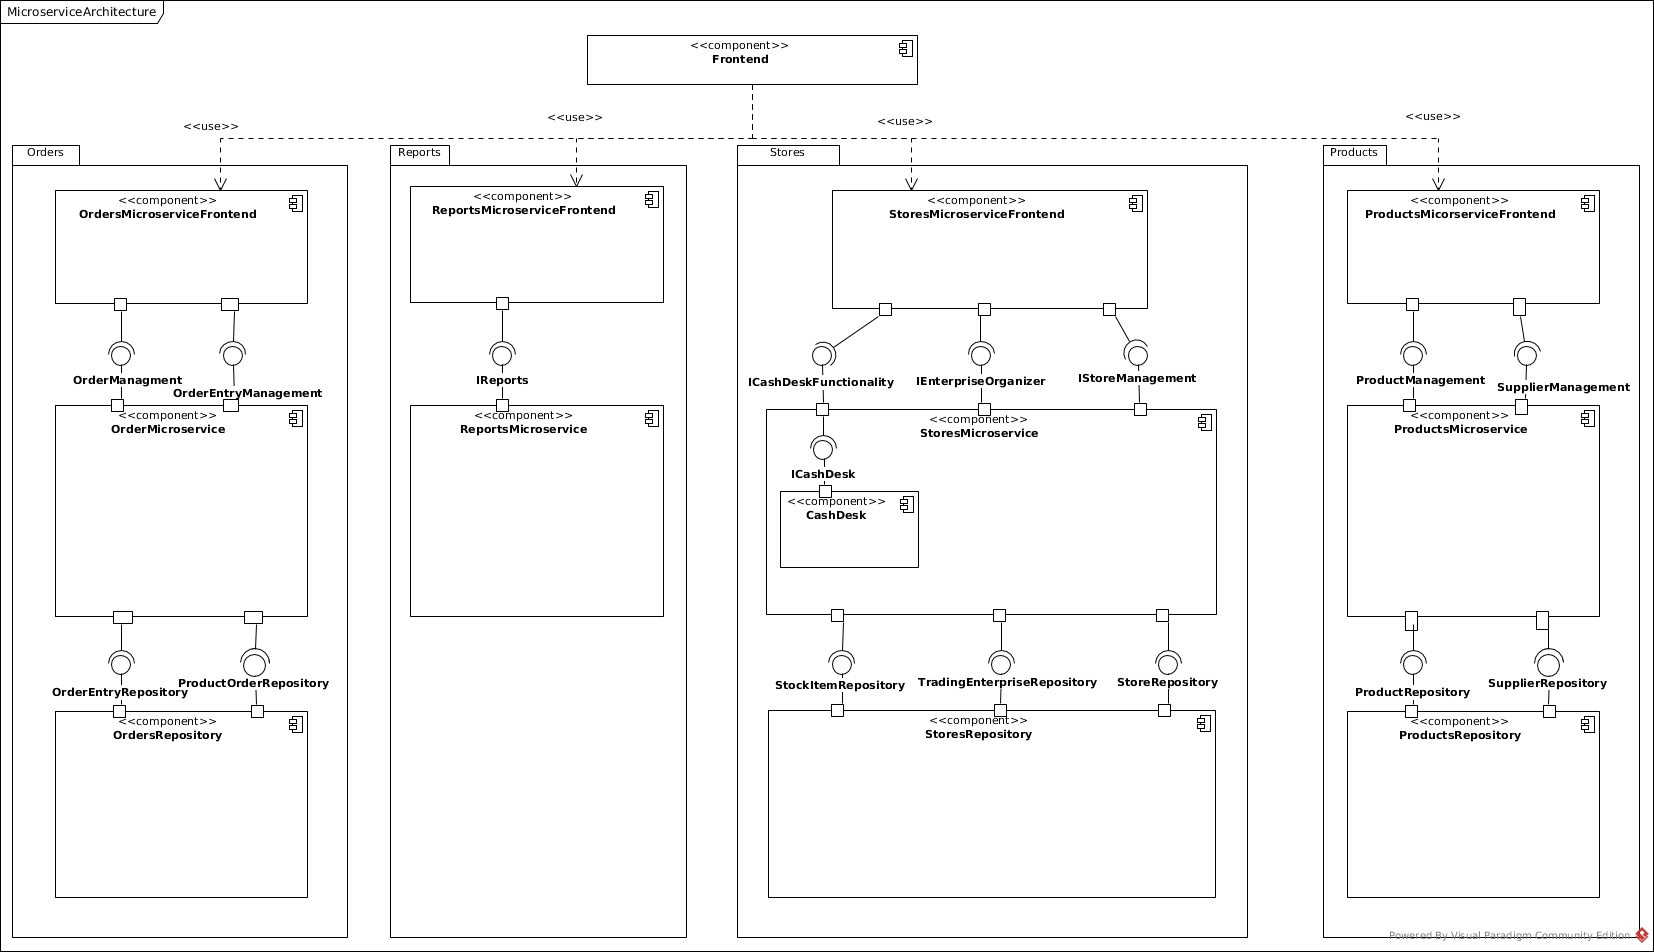 MicroserviceArchitecture
<<component>>
Frontend
<<use>>
<<use>>
<<use>>
<<use>>
Orders
<<component>>
OrdersMicroserviceFrontend
OrderManagment
OrderEntryManagement
<<component>>
OrderMicroservice
OrderEntryRepository
ProductOrderRepository
<<component>>
OrdersRepository
Reports
<<component>>
ReportsMicroserviceFrontend
IReports
<<component>>
ReportsMicroservice
Stores
<<component>>
StoresMicroserviceFrontend
ICashDeskFunctionality
IEnterpriseOrganizer
IStoreManagement
<<component>>
StoresMicroservice
ICashDesk
<<component>>
CashDesk
StockItemRepository
TradingEnterpriseRepository
StoreRepository
<<component>>
StoresRepository
Products
<<component>>
ProductsMicorserviceFrontend
ProductManagement
SupplierManagement
<<component>>
ProductsMicroservice
ProductRepository
SupplierRepository
<<component>>
ProductsRepository
Powered By Visual Paradigm Community Edition